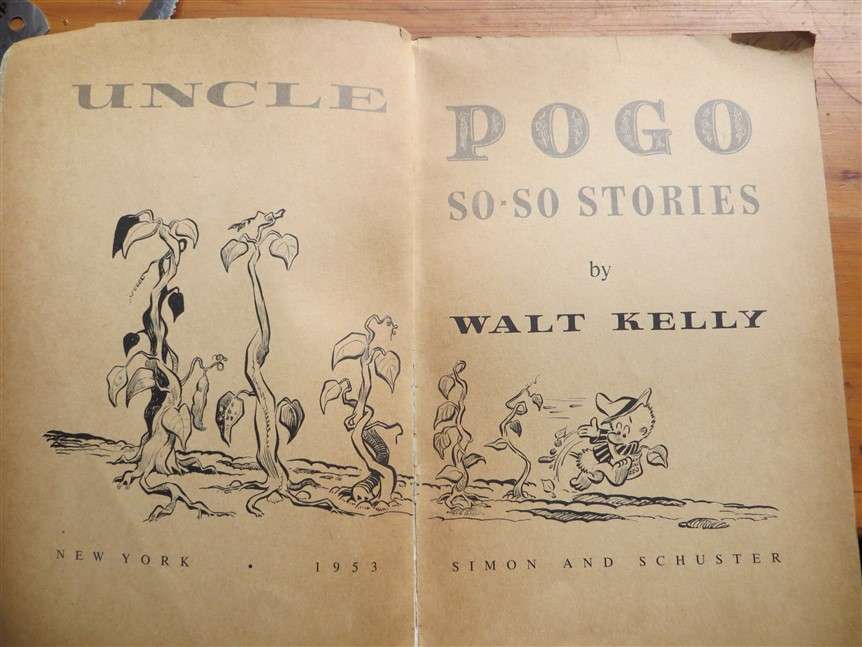 UNCLE
POGO
SO-SO STORIES
by
WALT KELLY
NEW YORK • 1953
SIMON AND SCHUSTER